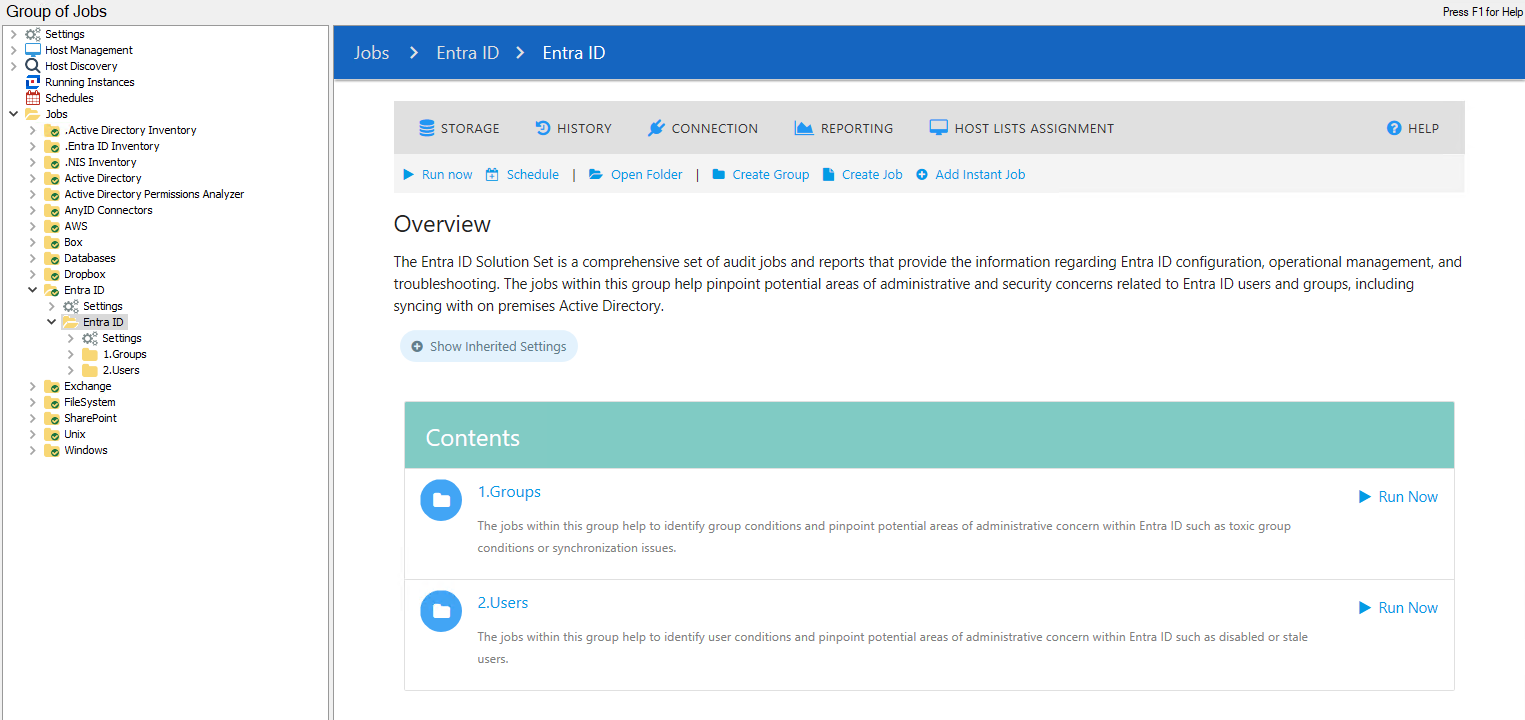 Group of Jobs
Press F1 for Help
Settings
Host Management
Host Discovery
Running Instances
Schedules
Jobs
.Active Directory Inventory
.Entra ID Inventory
.NIS Inventory
Active Directory
Active Directory Permissions Analyzer
AnyID Connectors
AWS
Box
Databases
Dropbox
Entra ID
Settings
Entra ID
Settings
1.Groups
2.Users
Exchange
FileSystem
SharePoint
Unix
Windows
Jobs > Entra ID > Entra ID
STORAGE HISTORY CONNECTION REPORTING HOST LISTS ASSIGNMENT HELP
Run now Schedule | Open Folder | Create Group Create Job Add Instant Job
Overview
The Entra ID Solution Set is a comprehensive set of audit jobs and reports that provide the information regarding Entra ID configuration, operational management, and
troubleshooting. The jobs within this group help pinpoint potential areas of administrative and security concerns related to Entra ID users and groups, including
syncing with on premises Active Directory.
Show Inherited Settings
Contents
1.Groups
Run Now
The jobs within this group help to identify group conditions and pinpoint potential areas of administrative concern within Entra ID such as toxic group
conditions or synchronization issues.
2.Users
Run Now
The jobs within this group help to identify user conditions and pinpoint potential areas of administrative concern within Entra ID such as disabled or stale
users.